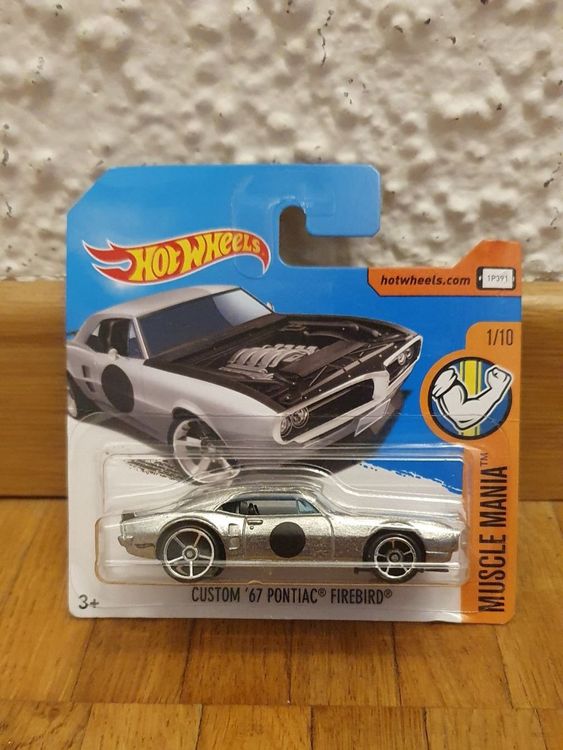 HOT WHEELS
hotwheels.com 1P391
1/10
MUSCLE MANIA™
CUSTOM '67 PONTIAC® FIREBIRD®
3+